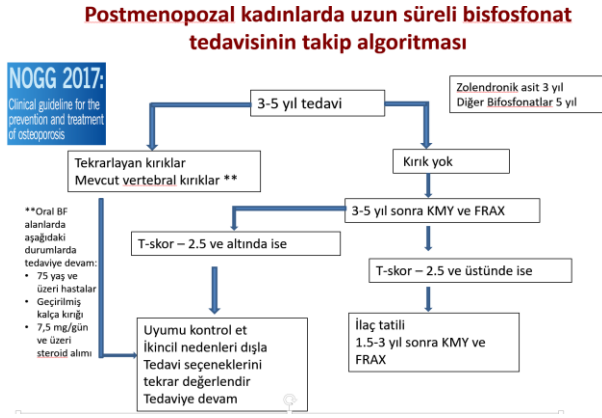 Postmenopozal kadınlarda uzun süreli bisfosfonat
tedavisinin takip algoritması
NOGG 2017:
Clinical guideline for the
prevention and treatment
of osteoporosis
3-5 yıl tedavi
Zolendronik asit 3 yıl
Diğer Bifosfonatlar 5 yıl
Tekrarlayan kırıklar
Mevcut vertebral kırıklar **
Kırık yok
3-5 yıl sonra KMY ve FRAX
T-skor – 2.5 ve altında ise
T-skor – 2.5 ve üstünde ise
**Oral BF
alanlarda
aşağıdaki
durumlarda
tedaviye devam:
• 75 yaş ve
üzeri hastalar
• Geçirilmiş
kalça kırığı
• 7,5 mg/gün
ve üzeri
steroid alımı
Uyumu kontrol et
İkincil nedenleri dışla
Tedavi seçeneklerini
tekrar değerlendir
Tedaviye devam
İlaç tatili
1.5-3 yıl sonra KMY ve
FRAX